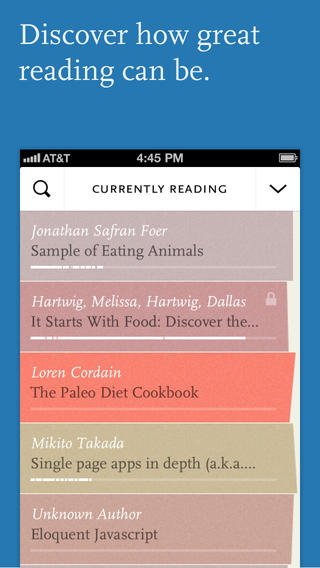 Discover how great
reading can be.
AT&T 4:45 PM
CURRENTLY READING
Jonathan Safran Foer
Sample of Eating Animals
Hartwig, Melissa, Hartwig, Dallas
It Starts With Food: Discover the...
Loren Cordain
The Paleo Diet Cookbook
Mikito Takada
Single page apps in depth (a.k.a....
Unknown Author
Eloquent Javascript